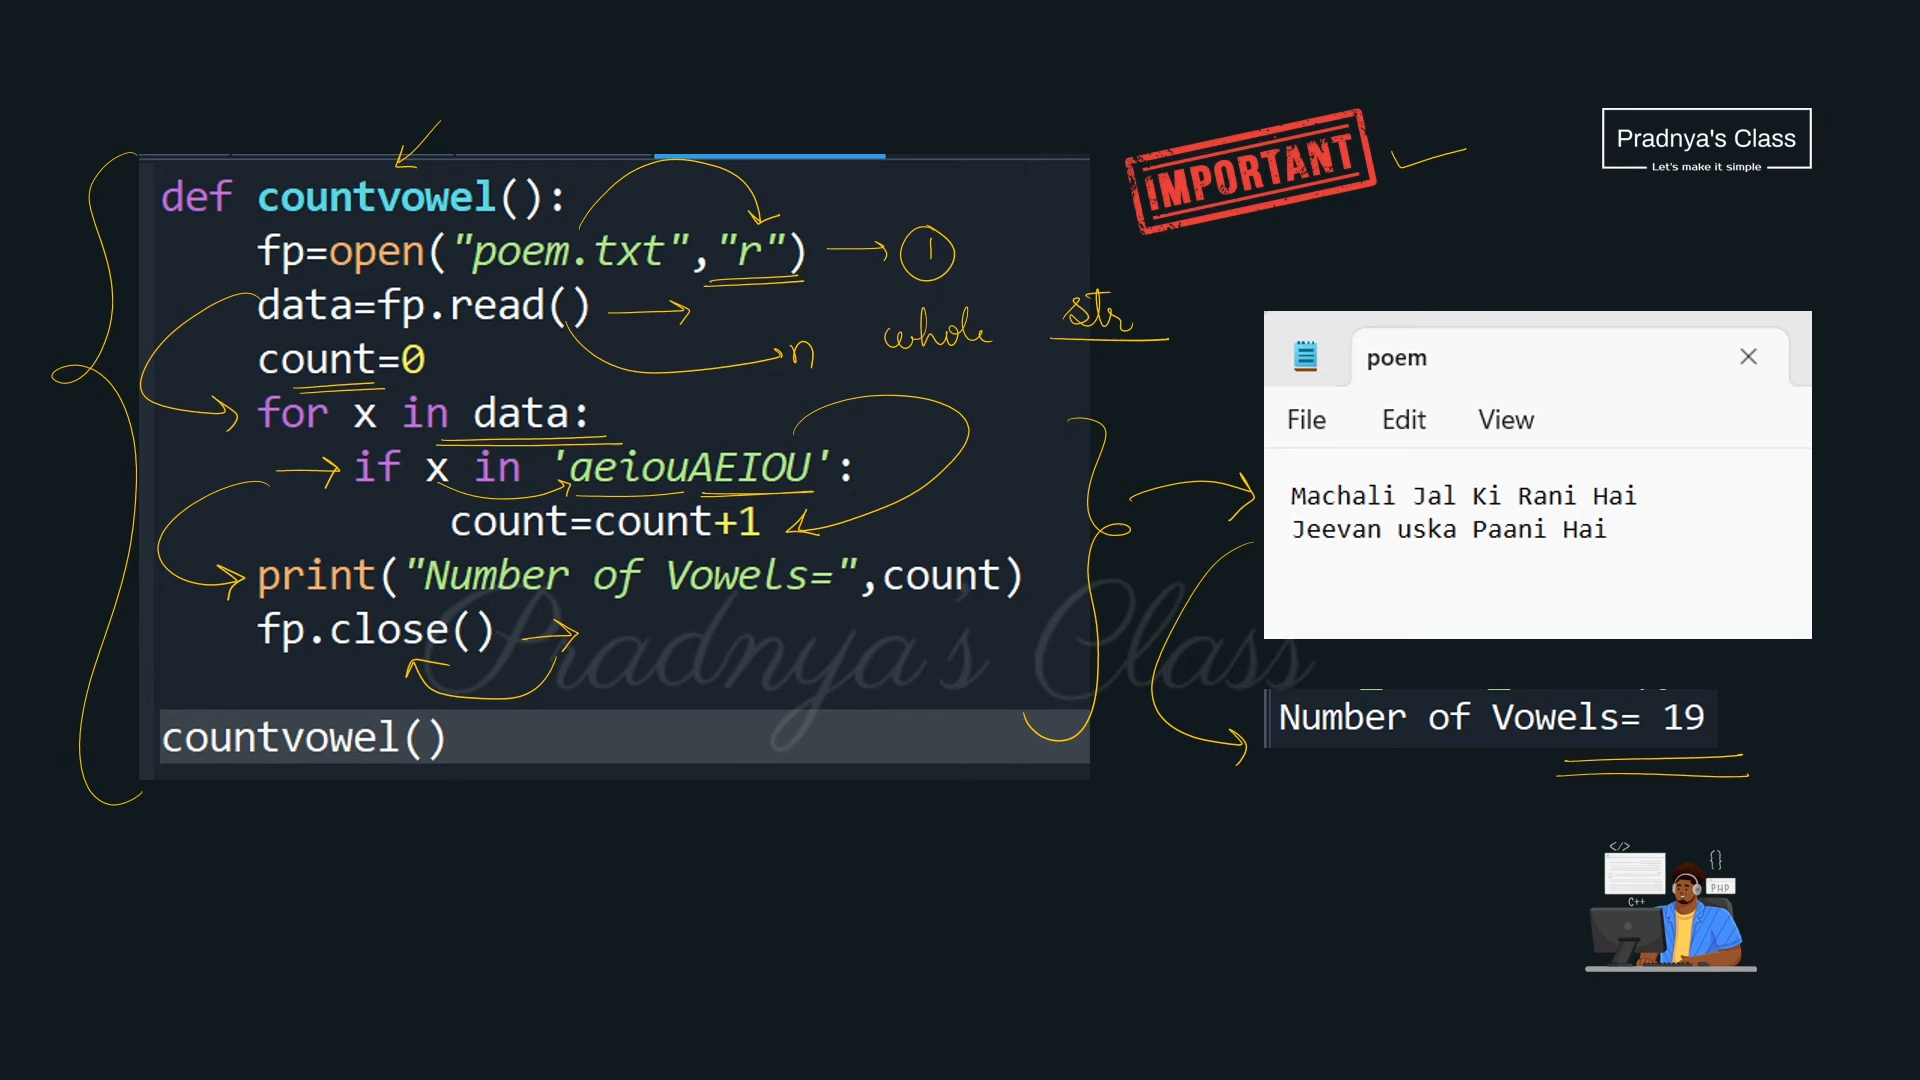 IMPORTANT
Pradnya's Class
Let's make it simple
def countvowel():
    fp=open("poem.txt","r")
    data=fp.read()
    count=0
    for x in data:
        if x in 'aeiouAEIOU':
            count=count+1
    print("Number of Vowels=",count)
    fp.close()
countvowel()
1
whole str
n
poem
File Edit View
Machali Jal Ki Rani Hai
Jeevan uska Paani Hai
Number of Vowels= 19
Pradnya's Class
</>
{}
PHP
C++